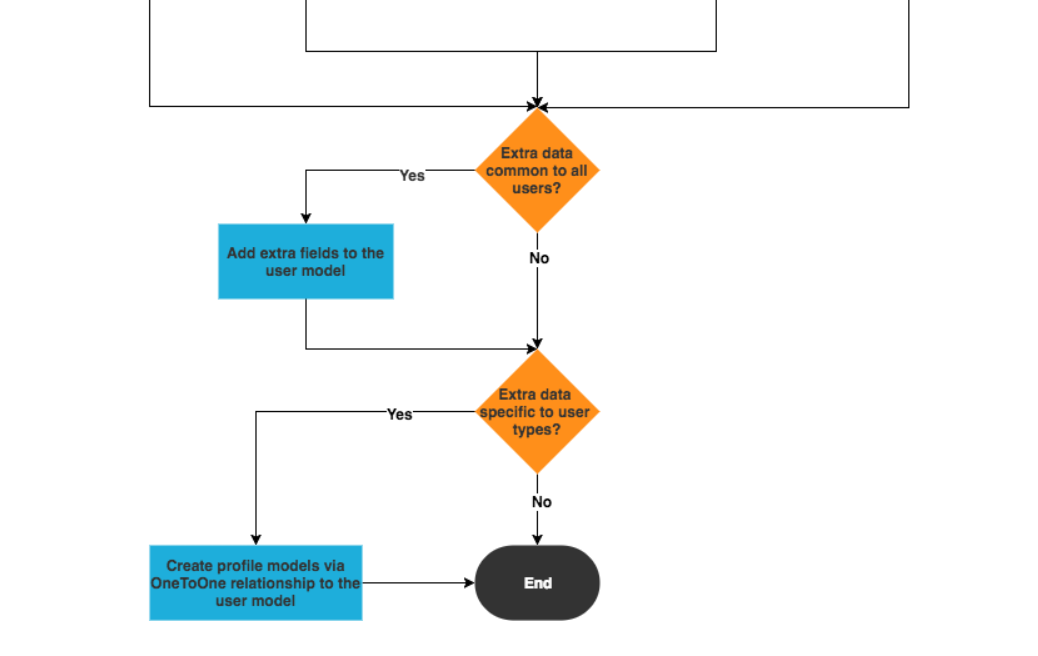 Extra data
common to all
users?
Yes
Add extra fields to the
user model
No
Extra data
specific to user
types?
Yes
No
Create profile models via
OneToOne relationship to the
user model
End